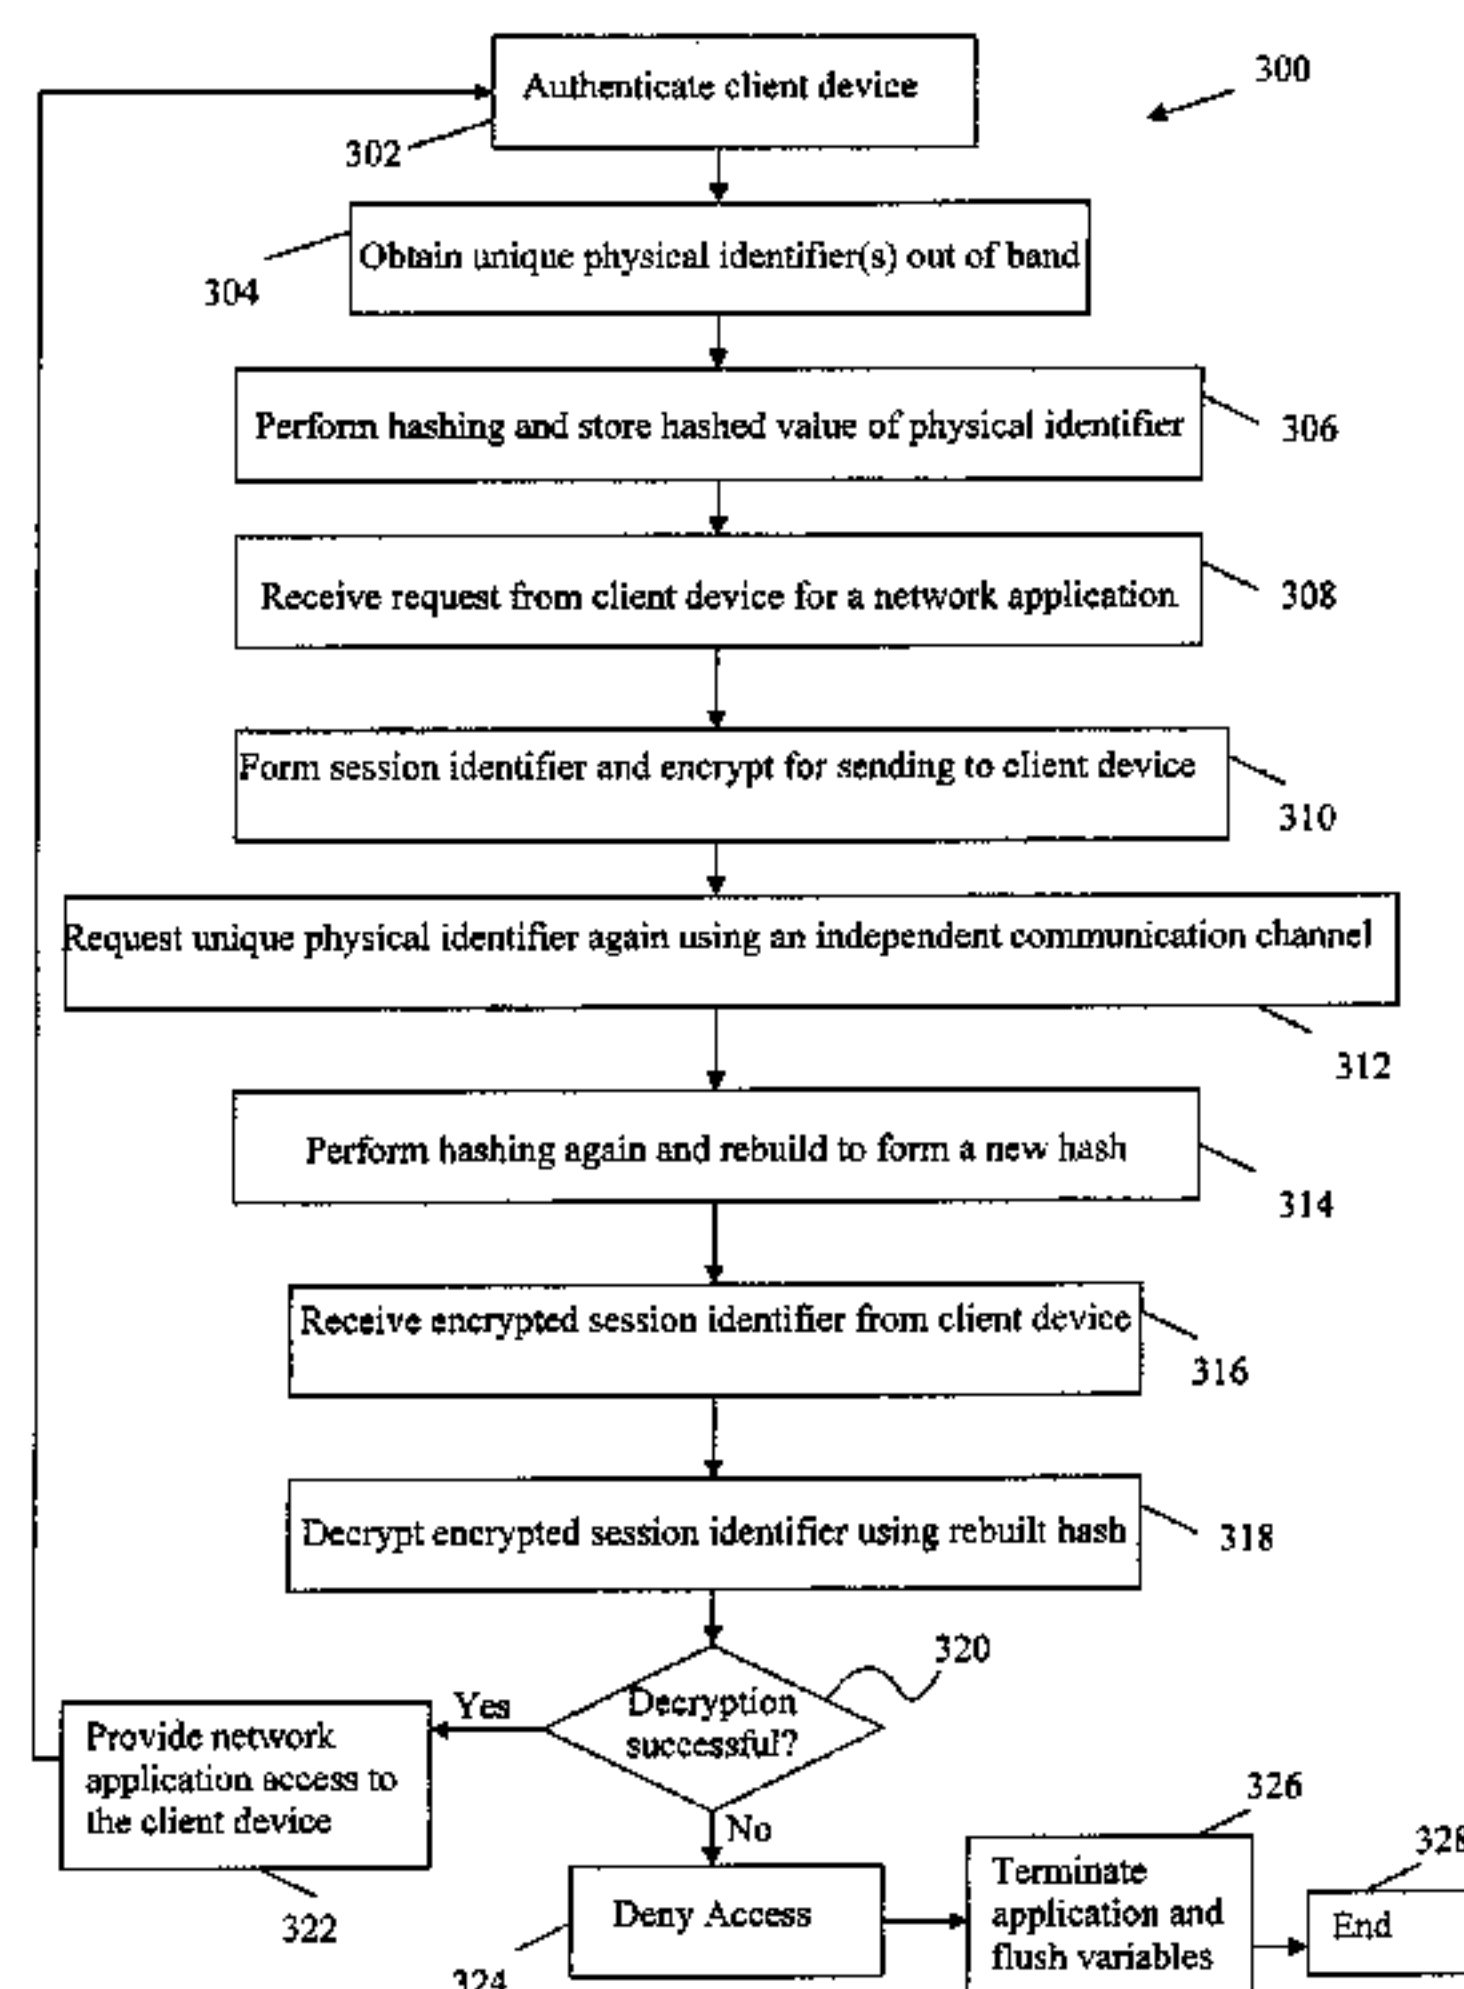 Authenticate client device
300
302
Obtain unique physical identifier(s) out of band
304
Perform hashing and store hashed value of physical identifier
306
Receive request from client device for a network application
308
Form session identifier and encrypt for sending to client device
310
Request unique physical identifier again using an independent communication channel
312
Perform hashing again and rebuild to form a new hash
314
Receive encrypted session identifier from client device
316
Decrypt encrypted session identifier using rebuilt hash
318
320
Decryption
successful?
Yes
Provide network
application access to
the client device
322
No
Deny Access
324
326
Terminate
application and
flush variables
328
End